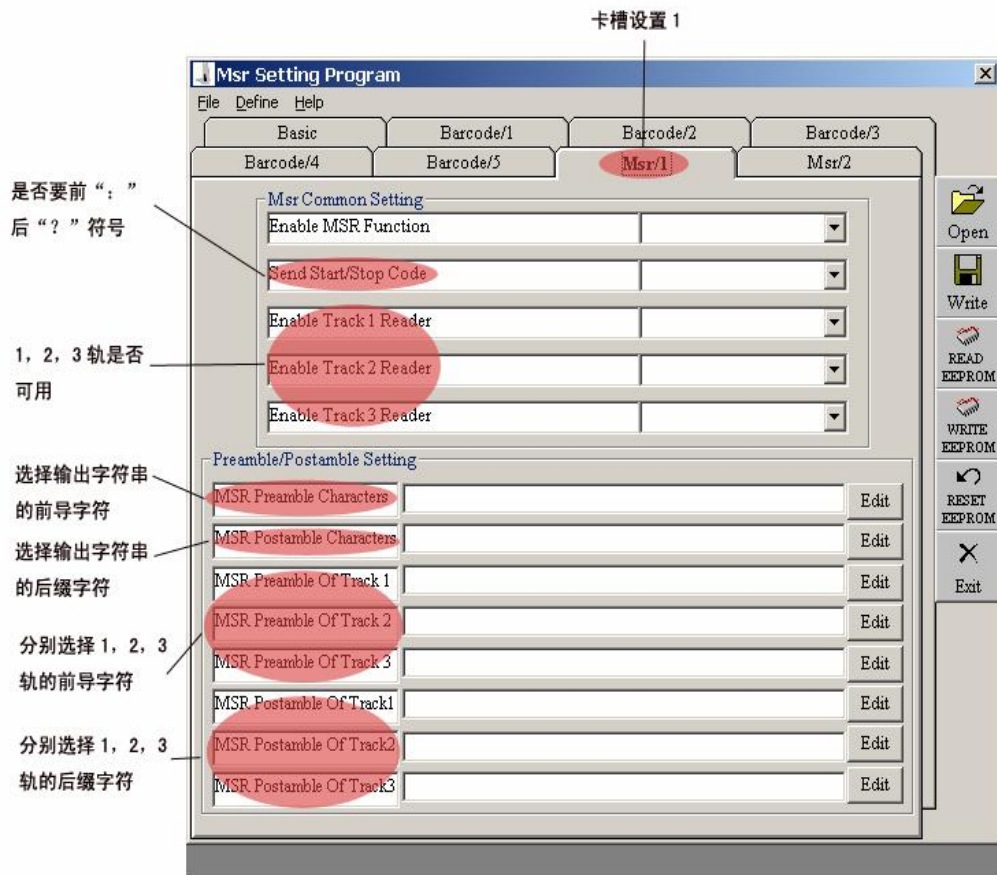 卡槽设置 1
Msr Setting Program
File Define Help
Basic Barcode/1 Barcode/2 Barcode/3
Barcode/4 Barcode/5 Msr/1 Msr/2
是否要前“：”
后“？”符号
Msr Common Setting
Enable MSR Function
Send Start/Stop Code
Enable Track 1 Reader
1，2，3 轨是否
可用
Enable Track 2 Reader
Enable Track 3 Reader
Open
Write
READ
EEPROM
WRITE
EEPROM
RESET
EEPROM
Exit
Preamble/Postamble Setting
选择输出字符串
的前导字符
MSR Preamble Characters Edit
选择输出字符串
的后缀字符
MSR Postamble Characters Edit
MSR Preamble Of Track 1 Edit
分别选择 1，2，3
轨的前导字符
MSR Preamble Of Track 2 Edit
MSR Preamble Of Track 3 Edit
MSR Postamble Of Track1 Edit
分别选择 1，2，3
轨的后缀字符
MSR Postamble Of Track2 Edit
MSR Postamble Of Track3 Edit